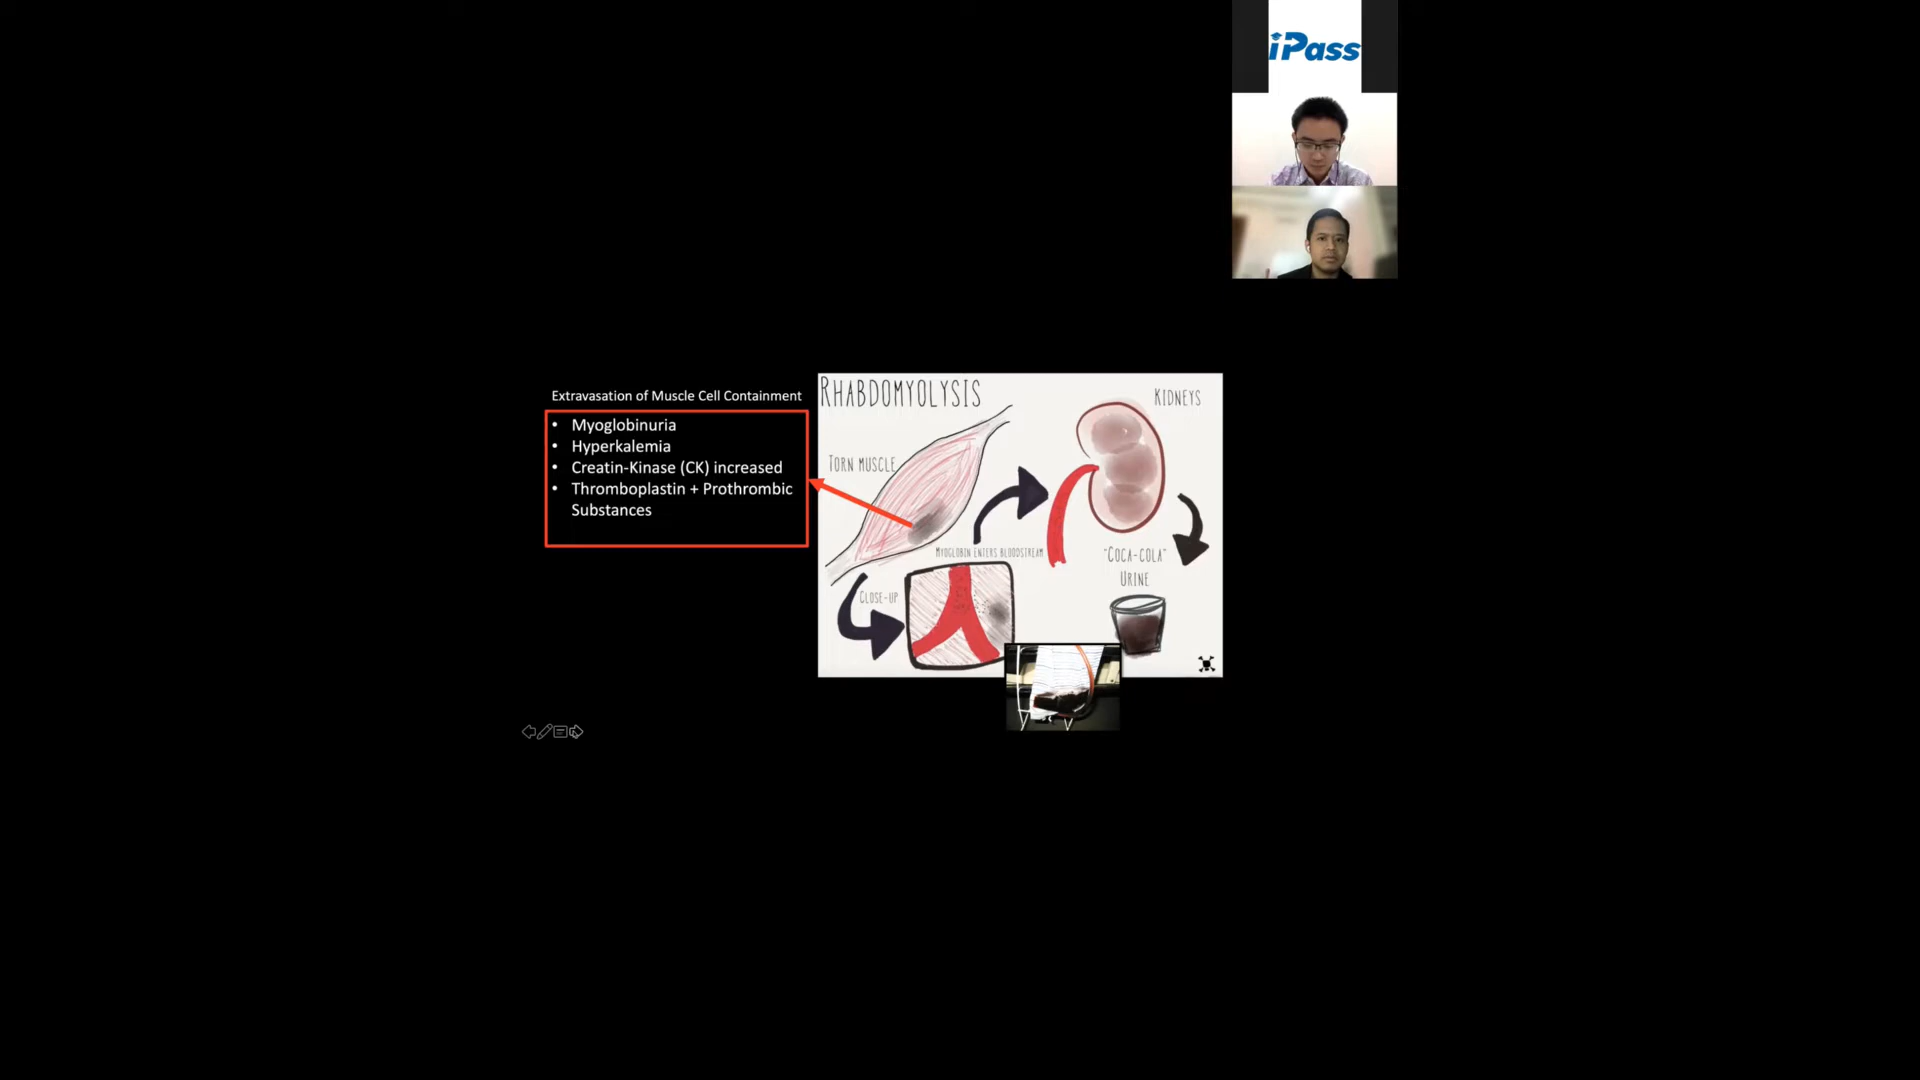 iPass
Extravasation of Muscle Cell Containment
• Myoglobinuria
• Hyperkalemia
• Creatin-Kinase (CK) increased
• Thromboplastin + Prothrombic
Substances
RHABDOMYOLYSIS
KIDNEYS
TORN MUSCLE
MYOGLOBIN ENTERS BLOODSTREAM
"COCA-COLA"
URINE
CLOSE-UP